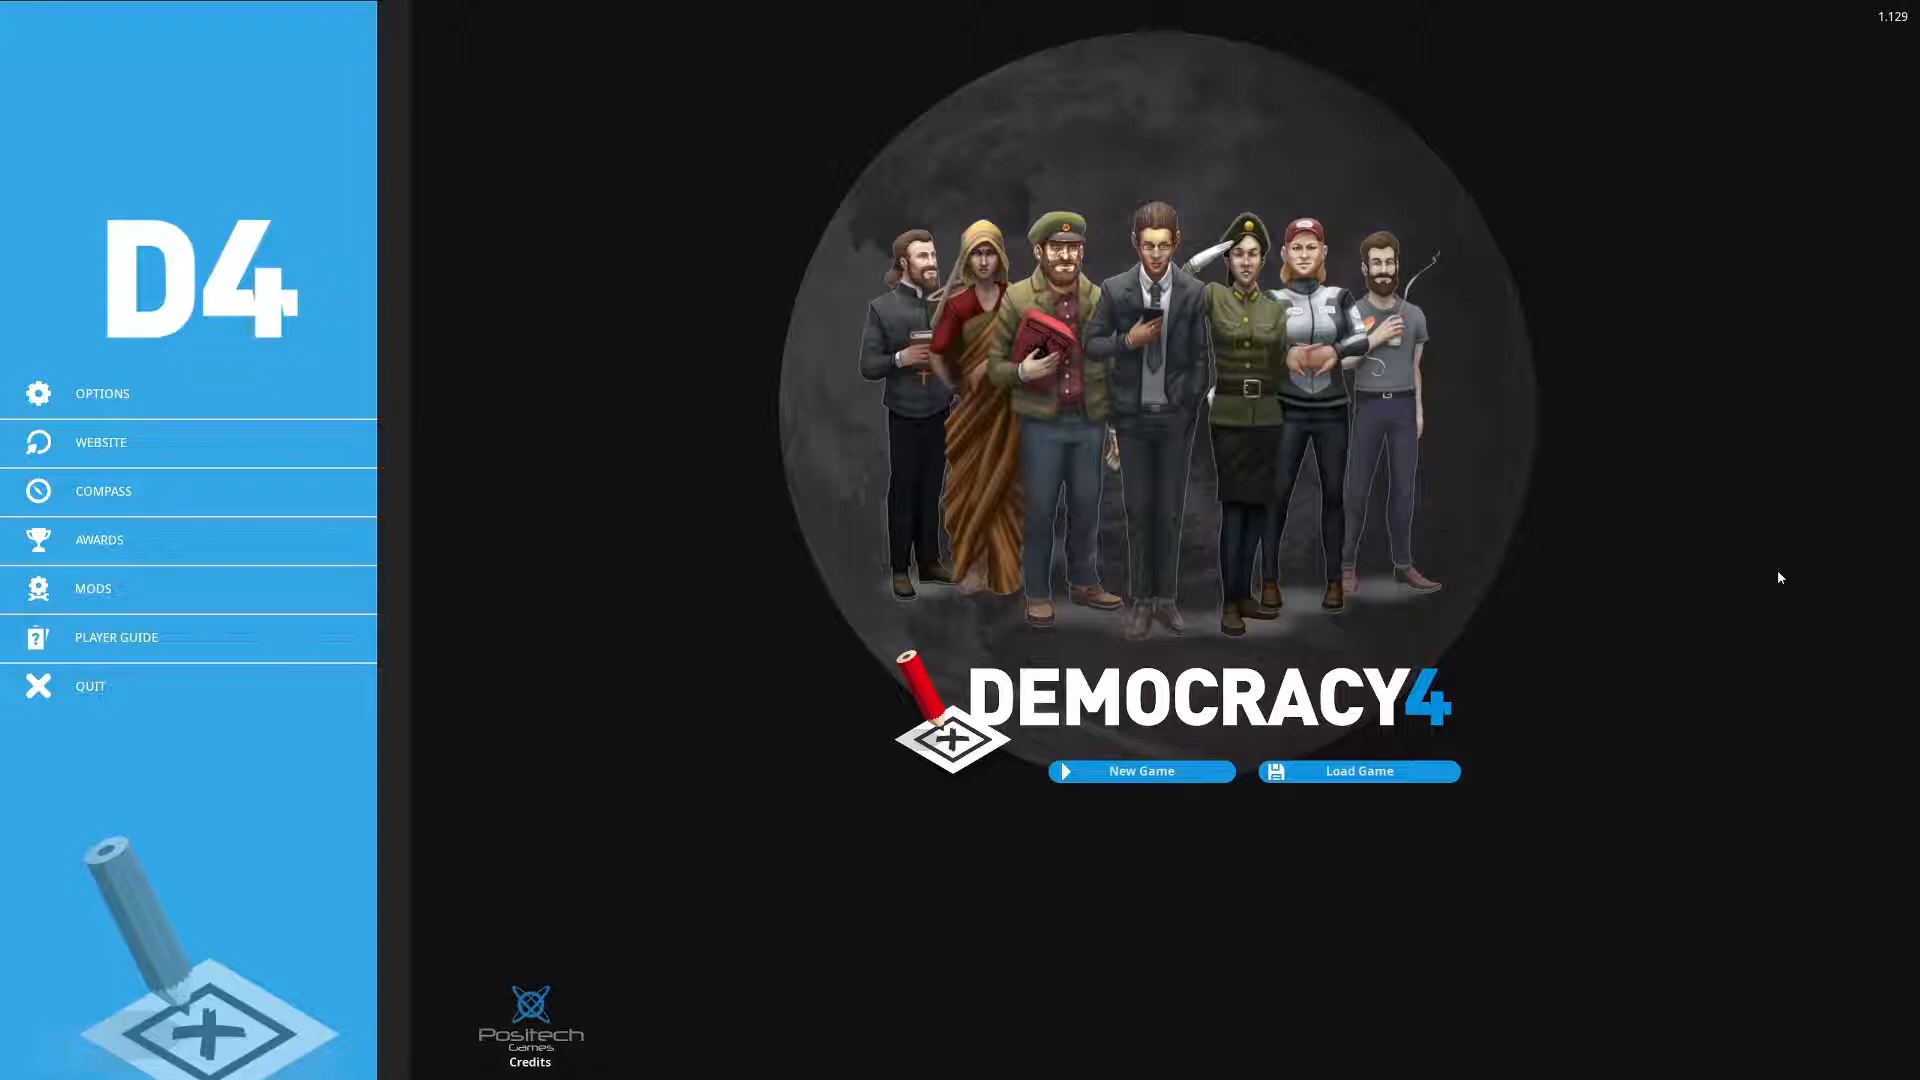 1.129
D4
OPTIONS
WEBSITE
COMPASS
AWARDS
MODS
PLAYER GUIDE
QUIT
DEMOCRACY4
New Game
Load Game
Positech
Games
Credits